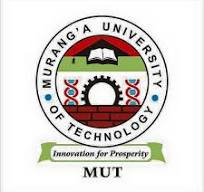 MURANG'A UNIVERSITY
OF TECHNOLOGY
Innovation for Prosperity
MUT